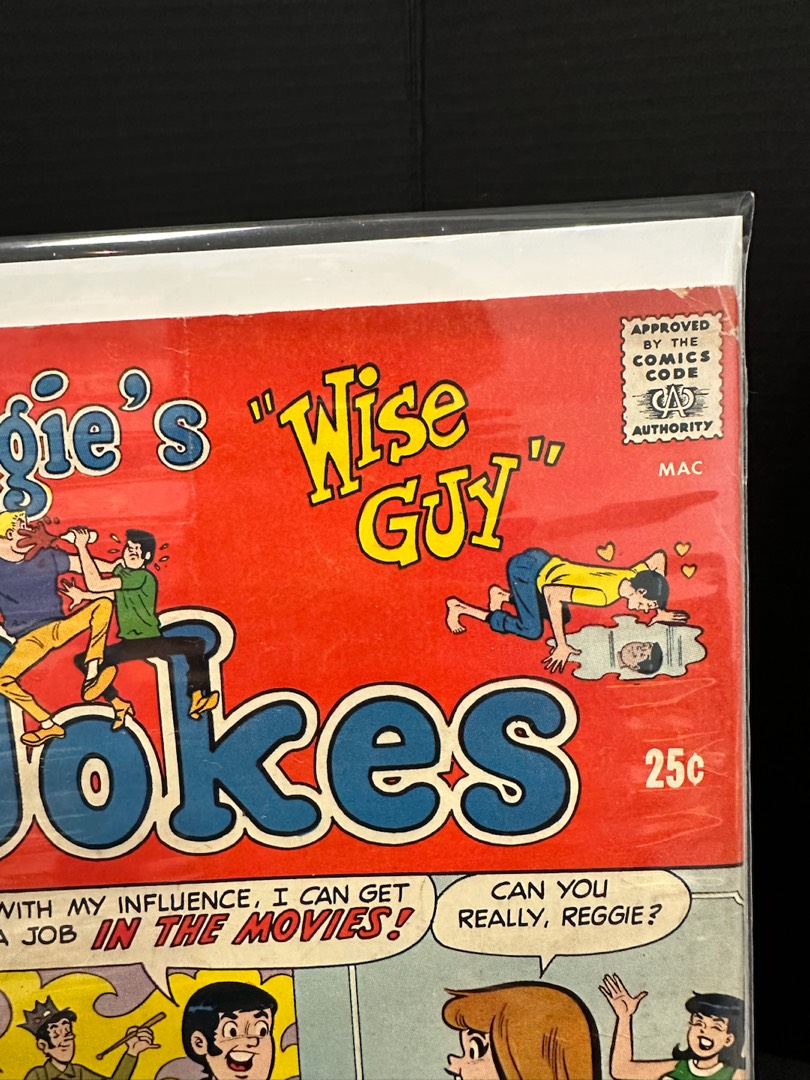 APPROVED
BY THE
COMICS
CODE
CA
AUTHORITY
MAC
gie's
"WISE
GUY"
Jokes
25¢
WITH MY INFLUENCE, I CAN GET
A JOB IN THE MOVIES!
CAN YOU
REALLY, REGGIE?